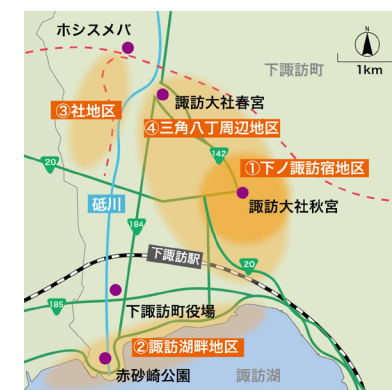 ホシスメバ
下諏訪町
1km
③社地区
諏訪大社春宮
④三角八丁周辺地区
142
①下ノ諏訪宿地区
20
諏訪大社秋宮
砥川
184
下諏訪駅
20
185
下諏訪町役場
②諏訪湖畔地区
赤砂崎公園
諏訪湖